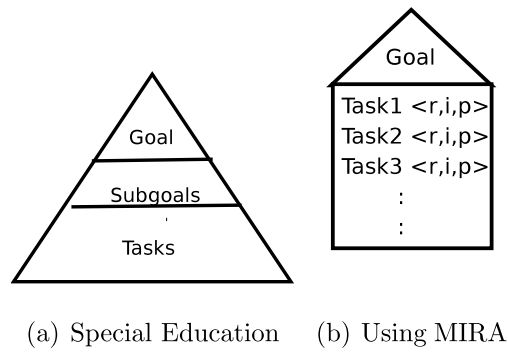 Goal
Subgoals
Tasks
(a) Special Education
Goal
Task1 <r,i,p>
Task2 <r,i,p>
Task3 <r,i,p>
:
:
(b) Using MIRA